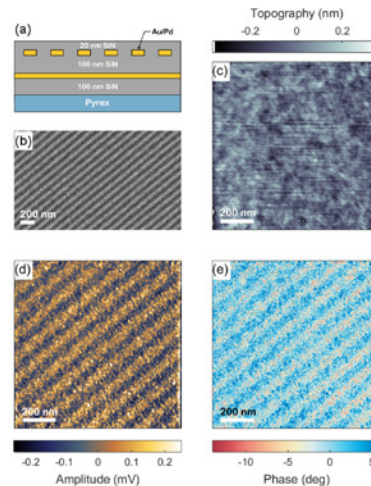 Topography (nm)
-0.2 0 0.2
(a)
Au/Pd
20 nm SiN
100 nm SiN
100 nm SiN
Pyrex
(b)
200 nm
(c)
200 nm
(d)
200 nm
(e)
200 nm
-0.2 -0.1 0 0.1 0.2
Amplitude (mV)
-10 -5 0 5
Phase (deg)